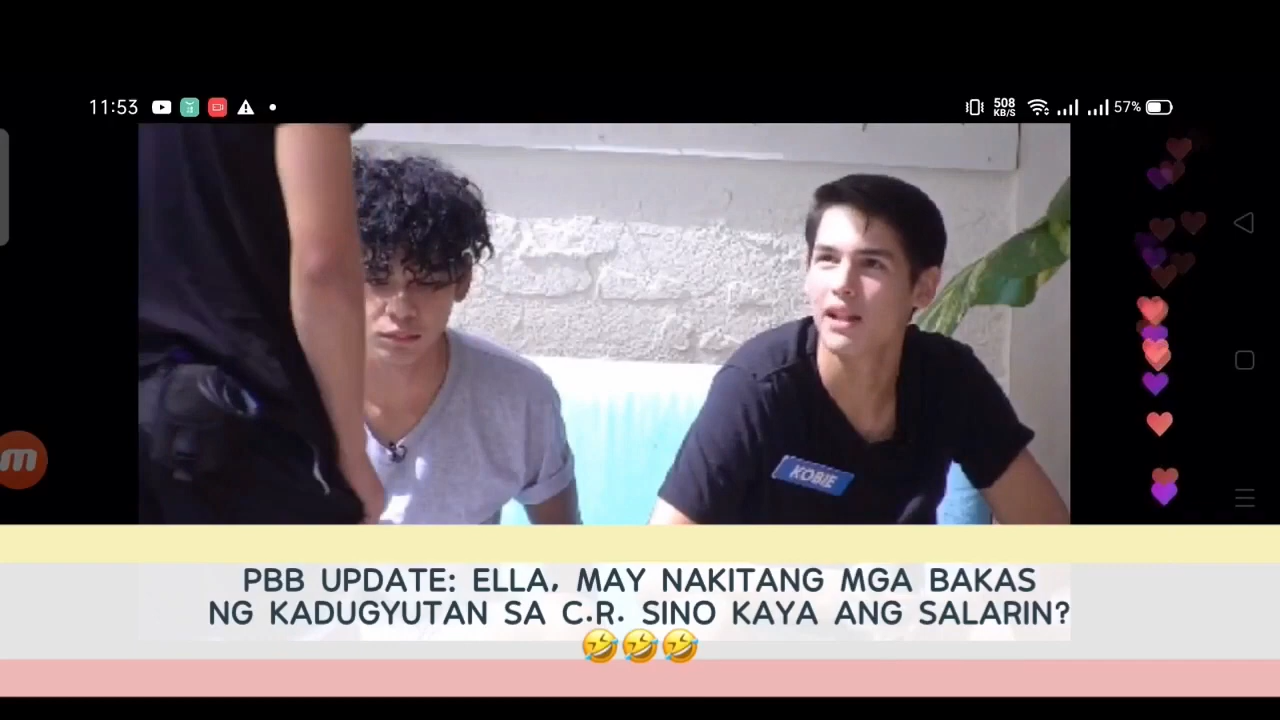 11:53
508
KB/S
57%
KOBIE
PBB UPDATE: ELLA, MAY NAKITANG MGA BAKAS
NG KADUGYUTAN SA C.R. SINO KAYA ANG SALARIN?
🤣🤣🤣